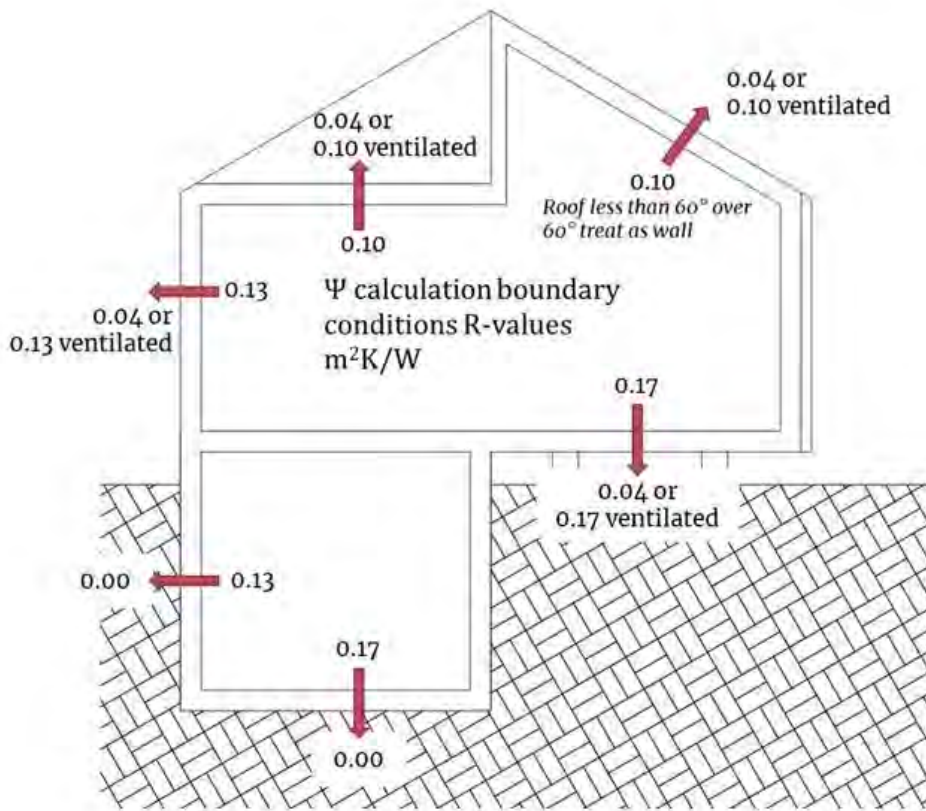 0.04 or
0.10 ventilated
0.04 or
0.10 ventilated
0.10
Roof less than 60° over
60° treat as wall
0.10
0.13
0.04 or
0.13 ventilated
Ψ calculation boundary
conditions R-values
m²K/W
0.17
0.04 or
0.17 ventilated
0.00
0.13
0.17
0.00